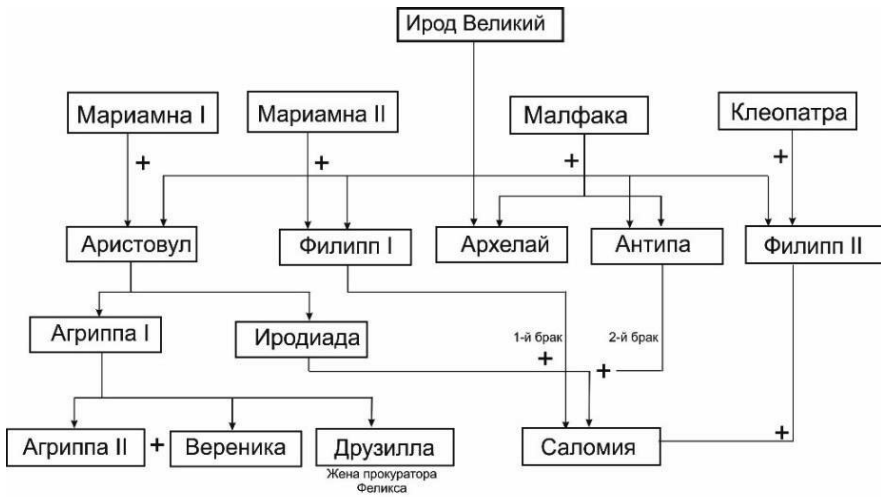 Ирод Великий
Мариамна I
Мариамна II
Малфака
Клеопатра
+
+
+
+
Аристовул
Филипп I
Архелай
Антипа
Филипп II
Агриппа I
Иродиада
1-й брак
2-й брак
+
+
Агриппа II
+
Вереника
Друзилла
Саломия
+
Жена прокуратора
Феликса